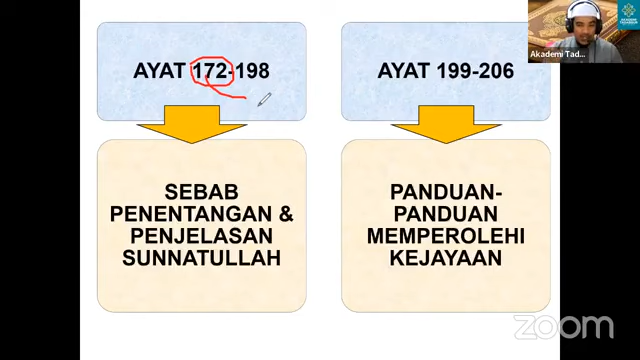 AYAT 172-198
SEBAB
PENENTANGAN &
PENJELASAN
SUNNATULLAH
AYAT 199-206
PANDUAN-
PANDUAN
MEMPEROLEHI
KEJAYAAN
Akademi Tad...
zoom